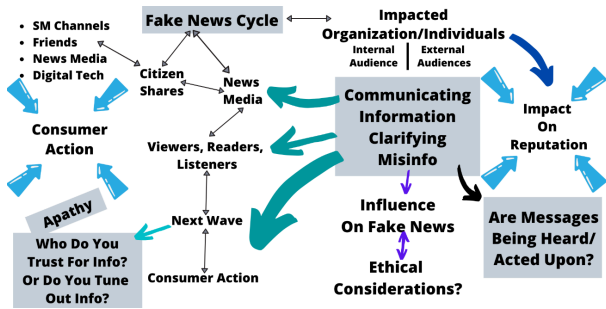 Fake News Cycle
Impacted
Organization/Individuals
Internal
Audience
External
Audiences
• SM Channels
• Friends
• News Media
• Digital Tech
Citizen
Shares
News
Media
Communicating
Information
Clarifying
Misinfo
Impact
On
Reputation
Consumer
Action
Viewers, Readers,
Listeners
Apathy
Next Wave
Influence
On Fake News
Are Messages
Being Heard/
Acted Upon?
Who Do You
Trust For Info?
Or Do You Tune
Out Info?
Consumer Action
Ethical
Considerations?